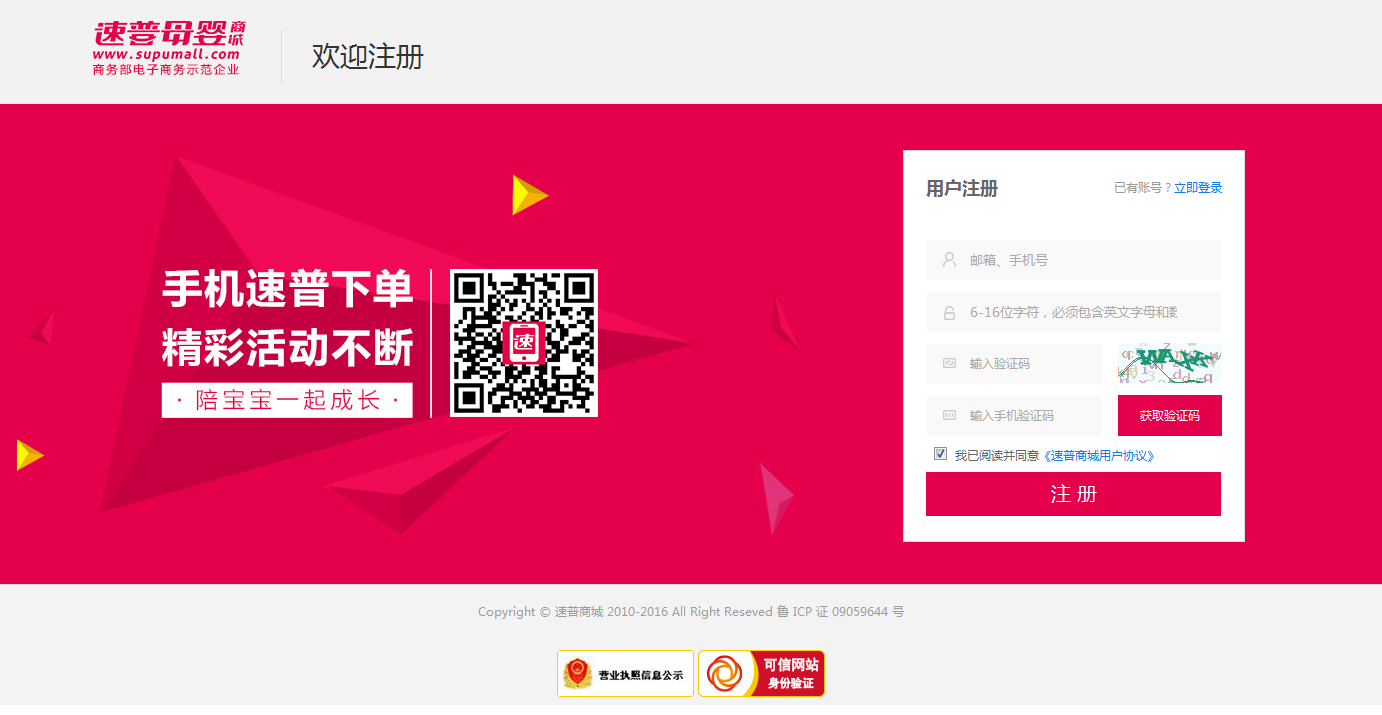 速普母婴商城
www.supumall.com
商务部电子商务示范企业
欢迎注册
手机速普下单
精彩活动不断
· 陪宝宝一起成长 ·
速
用户注册
已有账号？立即登录
邮箱、手机号
6-16位字符，必须包含英文字母和数
输入验证码
输入手机验证码
获取验证码
我已阅读并同意《速普商城用户协议》
注 册
Copyright © 速普商城 2010-2016 All Right Reseved 鲁 ICP 证 09059644 号
营业执照信息公示
可信网站
身份验证